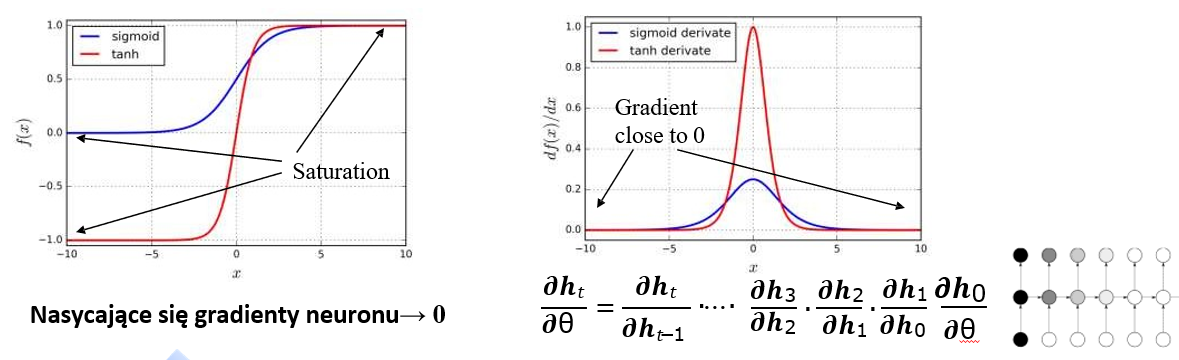 sigmoid
tanh
1.0
0.5
0.0
−0.5
−1.0
−10
−5
0
5
10
f(x)
x
Saturation
sigmoid derivate
tanh derivate
1.0
0.8
0.6
0.4
0.2
0.0
−10
−5
0
5
10
df(x)/dx
x
Gradient
close to 0
Nasycające się gradienty neuronu→ 0
∂h_t/∂θ = ∂h_t/∂h_{t−1} · … · ∂h_3/∂h_2 · ∂h_2/∂h_1 · ∂h_1/∂h_0 ∂h_0/∂θ